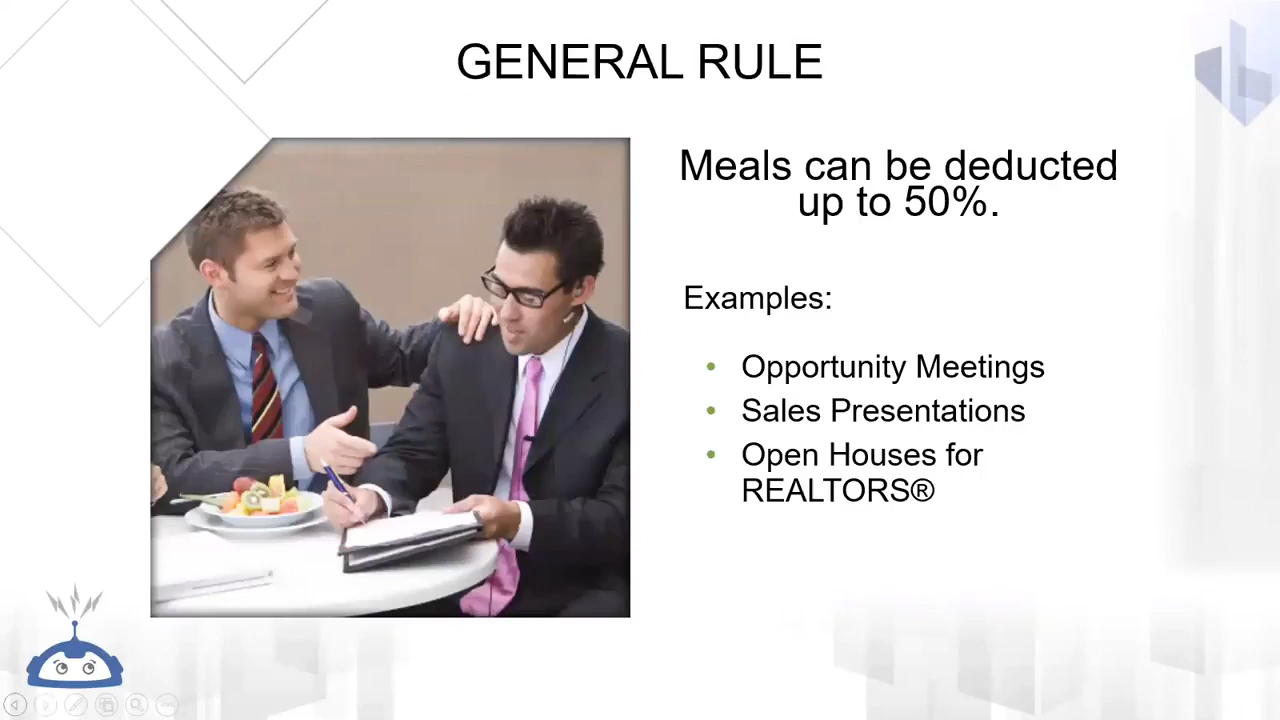 GENERAL RULE
Meals can be deducted
up to 50%.
Examples:
• Opportunity Meetings
• Sales Presentations
• Open Houses for
REALTORS®